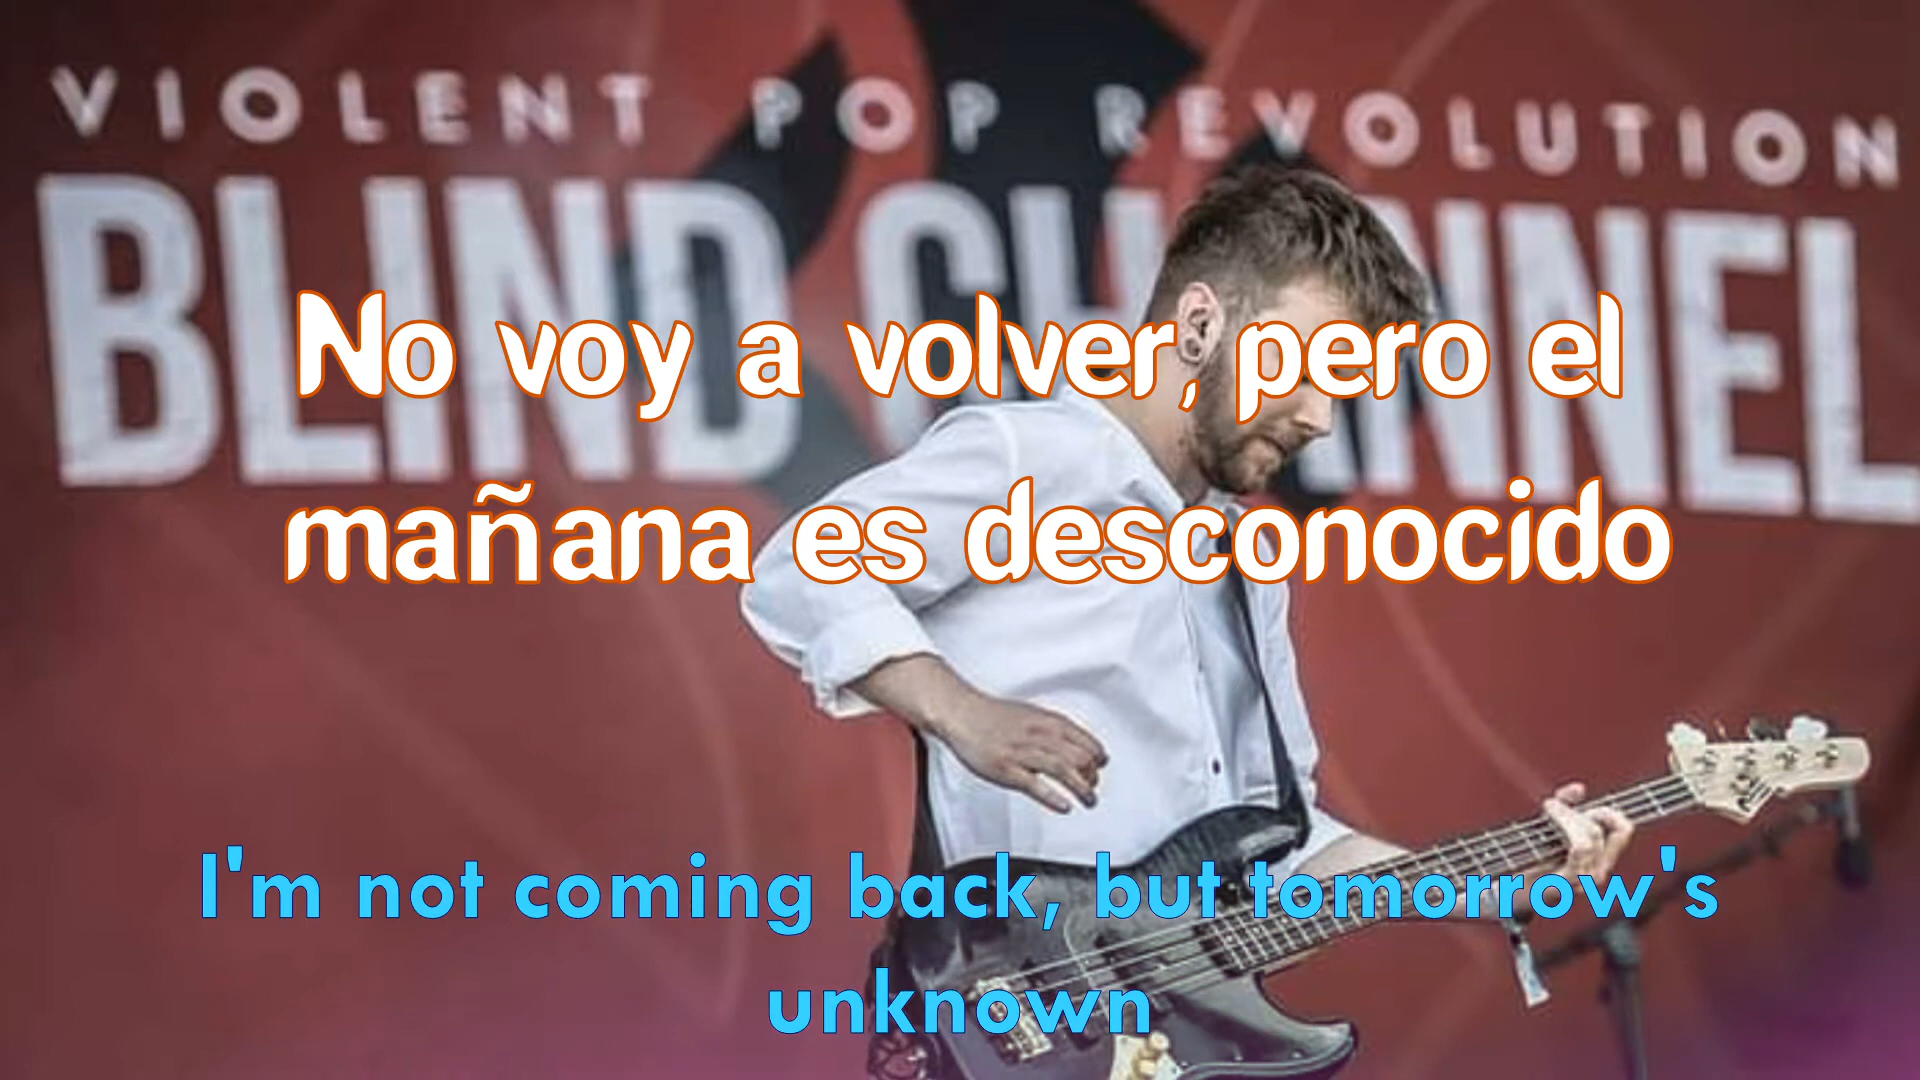 VIOLENT POP REVOLUTION
BLIND CHANNEL
No voy a volver, pero el
mañana es desconocido
I'm not coming back, but tomorrow's
unknown